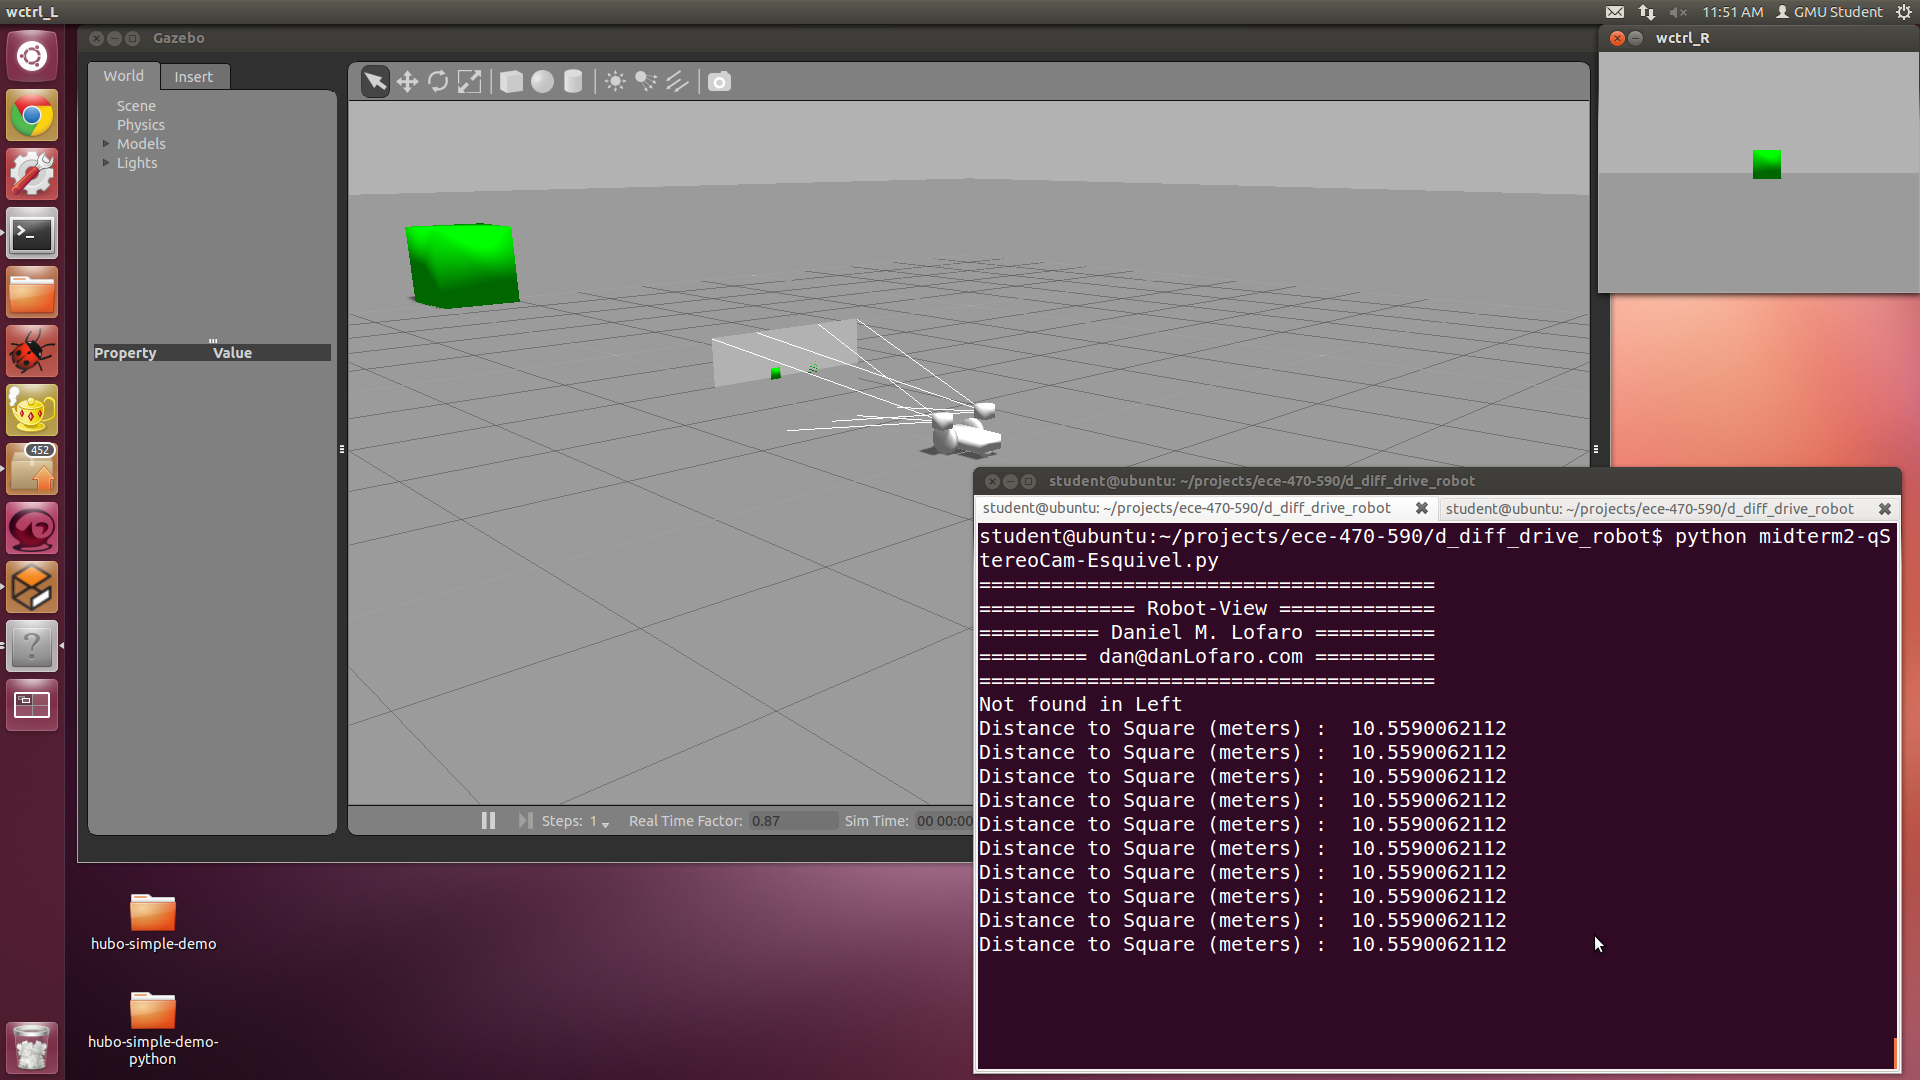 wctrl_L
11:51 AM
GMU Student
Gazebo
wctrl_R
World
Insert
Scene
Physics
Models
Lights
Property
Value
Steps: 1
Real Time Factor: 0.87
Sim Time: 00 00:00
452
>_
?
hubo-simple-demo
hubo-simple-demo-
python
student@ubuntu: ~/projects/ece-470-590/d_diff_drive_robot
student@ubuntu: ~/projects/ece-470-590/d_diff_drive_robot
student@ubuntu: ~/projects/ece-470-590/d_diff_drive_robot
student@ubuntu:~/projects/ece-470-590/d_diff_drive_robot$ python midterm2-qS
tereoCam-Esquivel.py
======================================
============= Robot-View =============
========== Daniel M. Lofaro ==========
========= dan@danLofaro.com ==========
======================================
Not found in Left
Distance to Square (meters) :  10.5590062112
Distance to Square (meters) :  10.5590062112
Distance to Square (meters) :  10.5590062112
Distance to Square (meters) :  10.5590062112
Distance to Square (meters) :  10.5590062112
Distance to Square (meters) :  10.5590062112
Distance to Square (meters) :  10.5590062112
Distance to Square (meters) :  10.5590062112
Distance to Square (meters) :  10.5590062112
Distance to Square (meters) :  10.5590062112